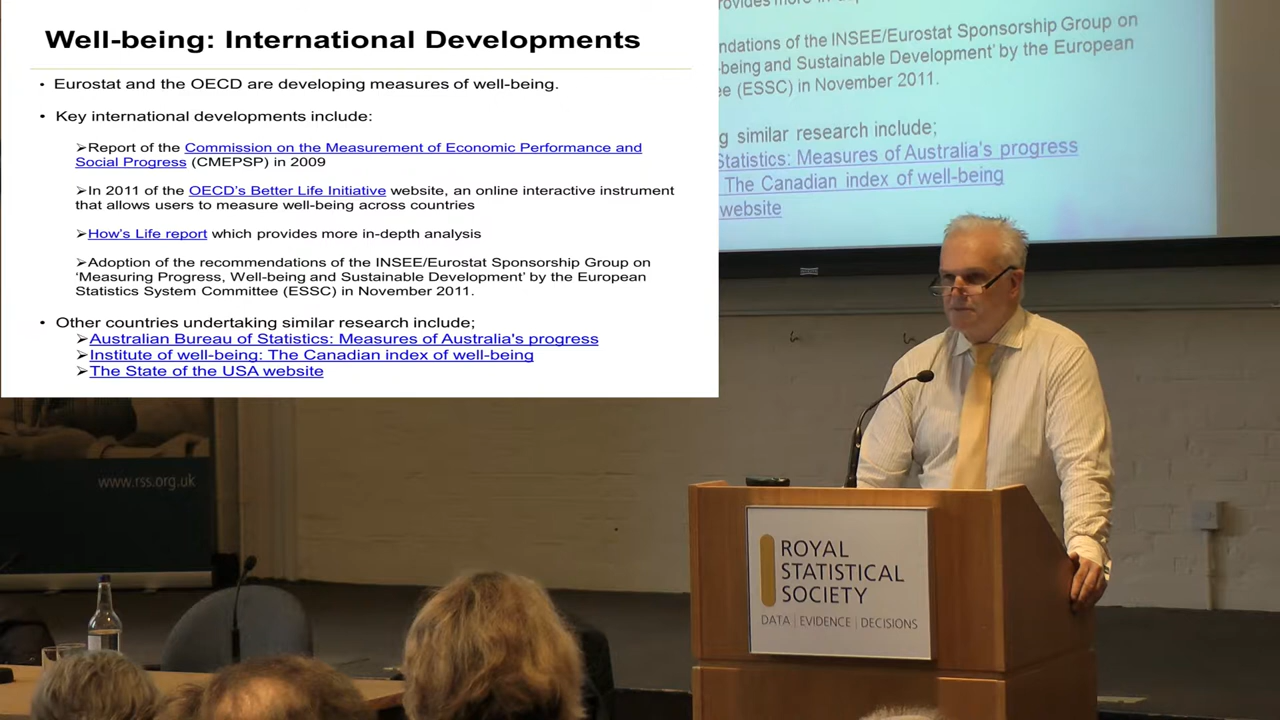 Well-being: International Developments
• Eurostat and the OECD are developing measures of well-being.
• Key international developments include:
➢Report of the Commission on the Measurement of Economic Performance and
Social Progress (CMEPSP) in 2009
➢In 2011 of the OECD's Better Life Initiative website, an online interactive instrument
that allows users to measure well-being across countries
➢How's Life report which provides more in-depth analysis
➢Adoption of the recommendations of the INSEE/Eurostat Sponsorship Group on
'Measuring Progress, Well-being and Sustainable Development' by the European
Statistics System Committee (ESSC) in November 2011.
• Other countries undertaking similar research include;
➢Australian Bureau of Statistics: Measures of Australia's progress
➢Institute of well-being: The Canadian index of well-being
➢The State of the USA website
ndations of the INSEE/Eurostat Sponsorship Group on
-being and Sustainable Development' by the European
ee (ESSC) in November 2011.
g similar research include;
Statistics: Measures of Australia's progress
The Canadian index of well-being
website
www.rss.org.uk
ROYAL
STATISTICAL
SOCIETY
DATA | EVIDENCE | DECISIONS